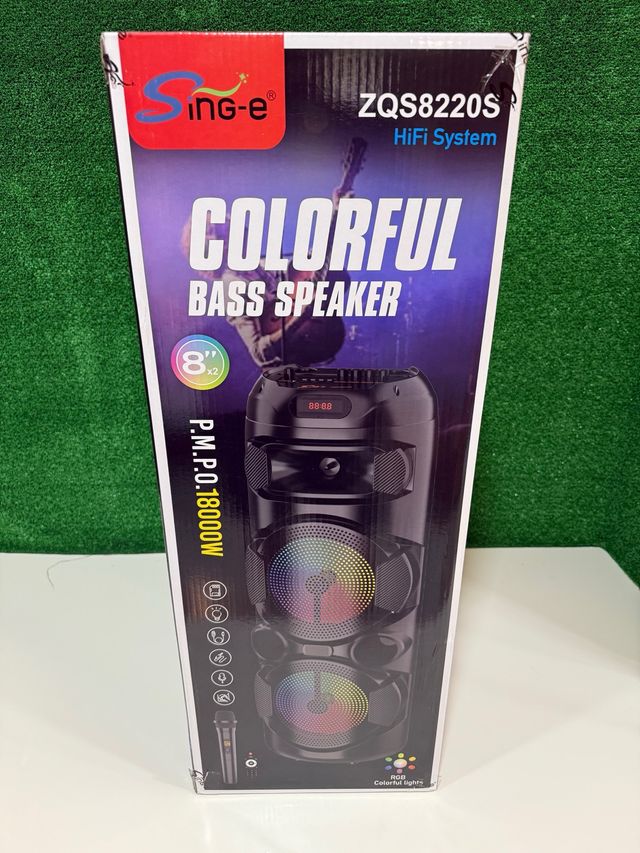 SiNG-e®
ZQS8220S
HiFi System
COLORFUL
BASS SPEAKER
8” x2
P.M.P.O.18000W
88:88
RGB
Colorful lights